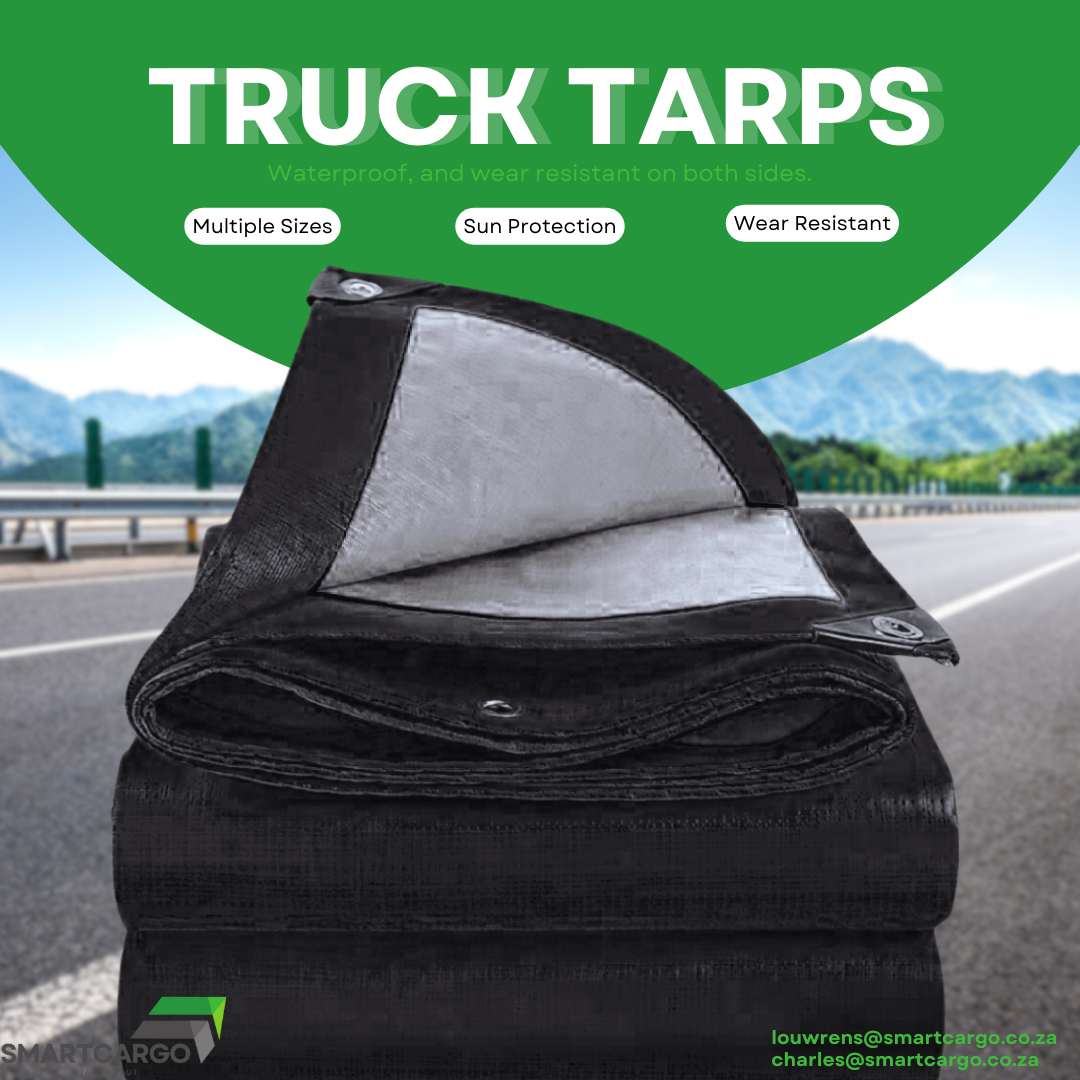 TRUCK TARPS
Waterproof, and wear resistant on both sides.
Multiple Sizes
Sun Protection
Wear Resistant
SMARTCARGO
louwrens@smartcargo.co.za
charles@smartcargo.co.za